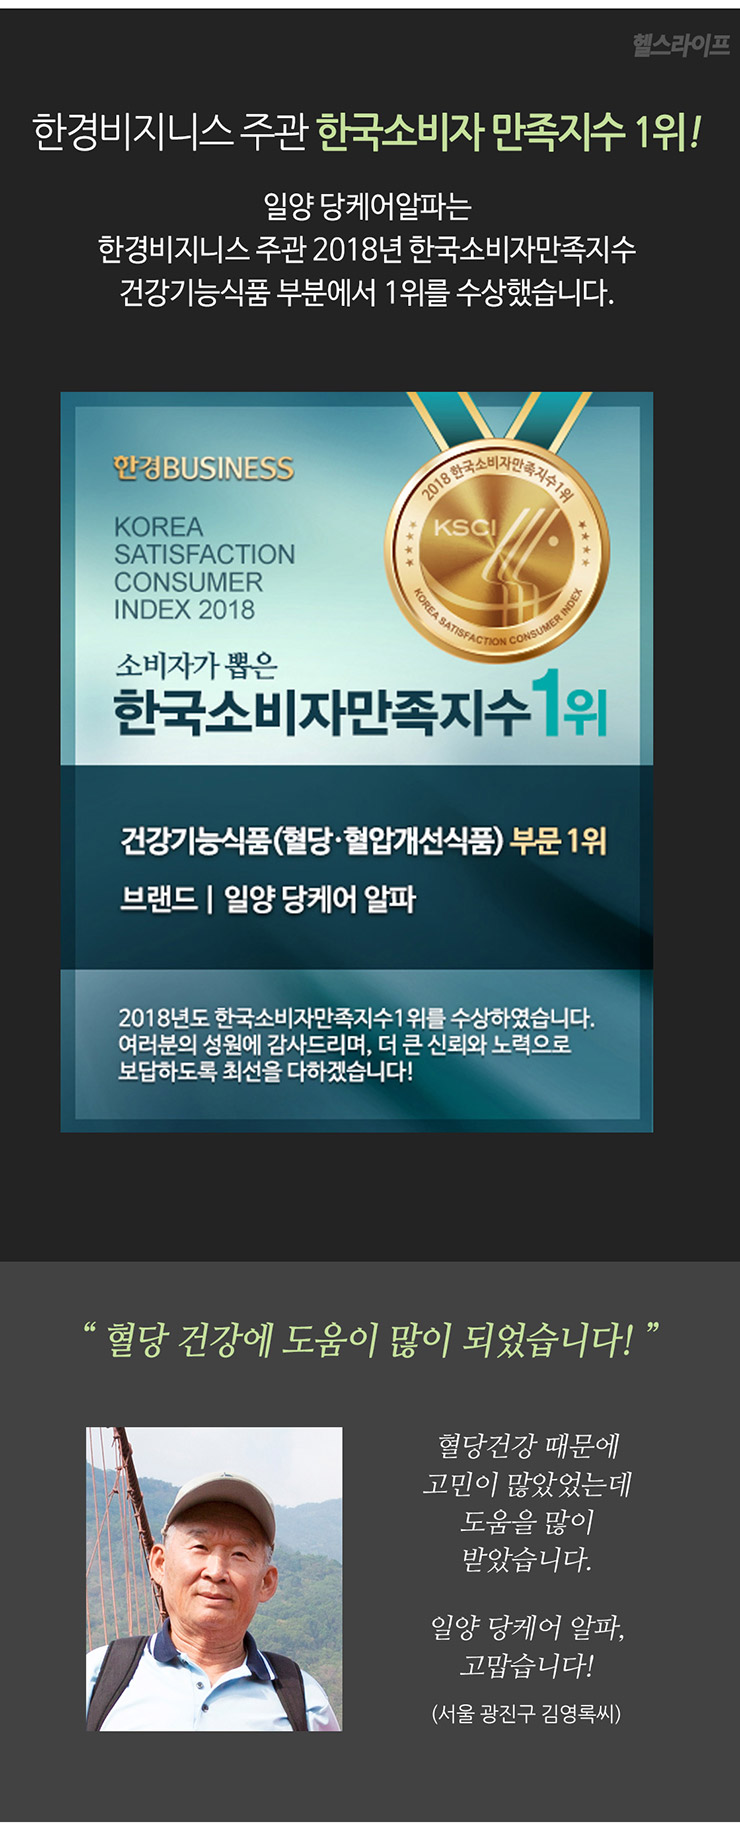 헬스라이프
한경비지니스 주관 한국소비자 만족지수 1위!
일양 당케어알파는
한경비지니스 주관 2018년 한국소비자만족지수
건강기능식품 부분에서 1위를 수상했습니다.
한경BUSINESS
KOREA
SATISFACTION
CONSUMER
INDEX 2018
2018 한국소비자만족지수1위
KSCI
KOREA SATISFACTION CONSUMER INDEX
소비자가 뽑은
한국소비자만족지수1위
건강기능식품(혈당·혈압개선식품) 부문 1위
브랜드 | 일양 당케어 알파
2018년도 한국소비자만족지수1위를 수상하였습니다.
여러분의 성원에 감사드리며, 더 큰 신뢰와 노력으로
보답하도록 최선을 다하겠습니다!
“ 혈당 건강에 도움이 많이 되었습니다! ”
혈당건강 때문에
고민이 많았었는데
도움을 많이
받았습니다.
일양 당케어 알파,
고맙습니다!
(서울 광진구 김영록씨)